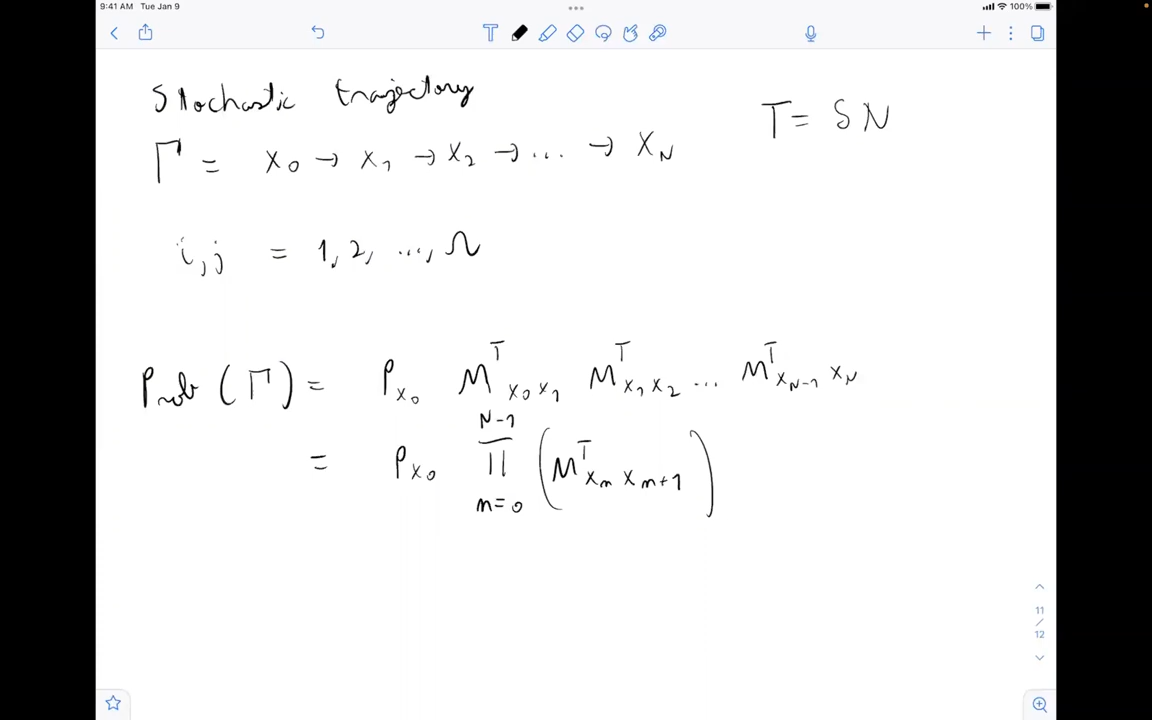 9:41 AM Tue Jan 9
100%
Stochastic trajectory
T = δN
Γ = x₀ → x₁ → x₂ → ... → x_N
i,j = 1, 2, ..., Ω
Prob (Γ) = P_{x₀} M^T_{x₀x₁} M^T_{x₁x₂} ... M^T_{x_{N-1}x_N}
= P_{x₀} ∏_{n=0}^{N-1} (M^T_{x_n x_{n+1}})
11
/
12